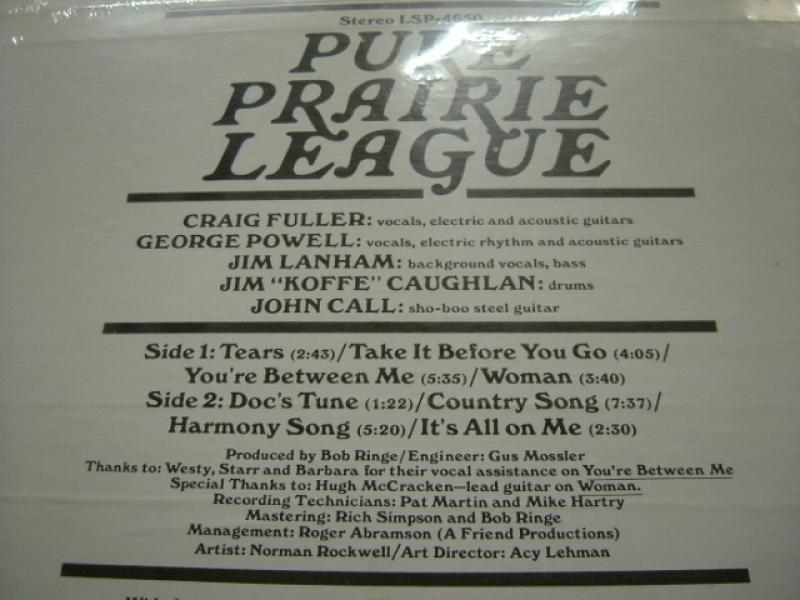 Stereo LSP-4650
PURE
PRAIRIE
LEAGUE
CRAIG FULLER: vocals, electric and acoustic guitars
GEORGE POWELL: vocals, electric rhythm and acoustic guitars
JIM LANHAM: background vocals, bass
JIM "KOFFE" CAUGHLAN: drums
JOHN CALL: sho-boo steel guitar
Side 1: Tears (2:43)/Take It Before You Go (4:05)/
You're Between Me (5:35)/Woman (3:40)
Side 2: Doc's Tune (1:22)/Country Song (7:37)/
Harmony Song (5:20)/It's All on Me (2:30)
Produced by Bob Ringe/Engineer: Gus Mossler
Thanks to: Westy, Starr and Barbara for their vocal assistance on You're Between Me
Special Thanks to: Hugh McCracken—lead guitar on Woman.
Recording Technicians: Pat Martin and Mike Hartry
Mastering: Rich Simpson and Bob Ringe
Management: Roger Abramson (A Friend Productions)
Artist: Norman Rockwell/Art Director: Acy Lehman